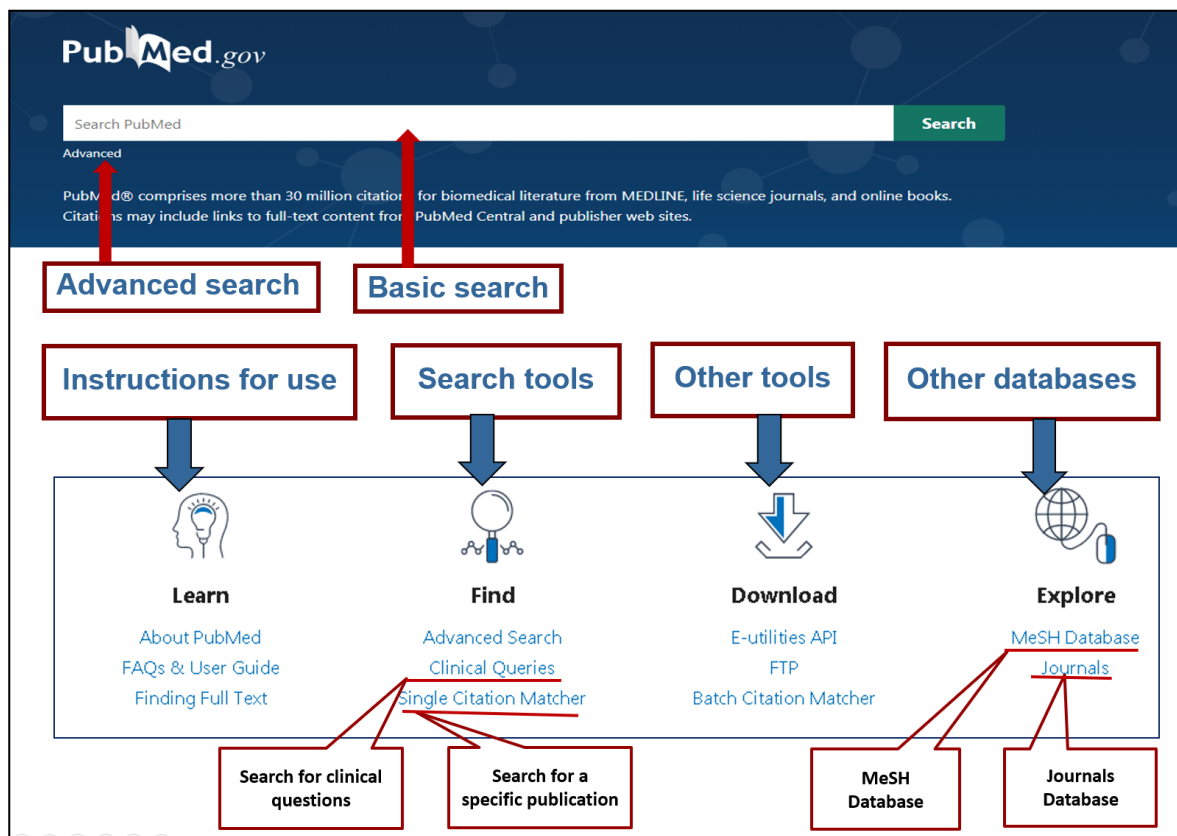 PubMed.gov
Search PubMed
Search
Advanced
PubMed® comprises more than 30 million citations for biomedical literature from MEDLINE, life science journals, and online books.
Citations may include links to full-text content from PubMed Central and publisher web sites.
Advanced search
Basic search
Instructions for use
Search tools
Other tools
Other databases
Learn
Find
Download
Explore
About PubMed
Advanced Search
E-utilities API
MeSH Database
FAQs & User Guide
Clinical Queries
FTP
Journals
Finding Full Text
Single Citation Matcher
Batch Citation Matcher
Search for clinical
questions
Search for a
specific publication
MeSH
Database
Journals
Database